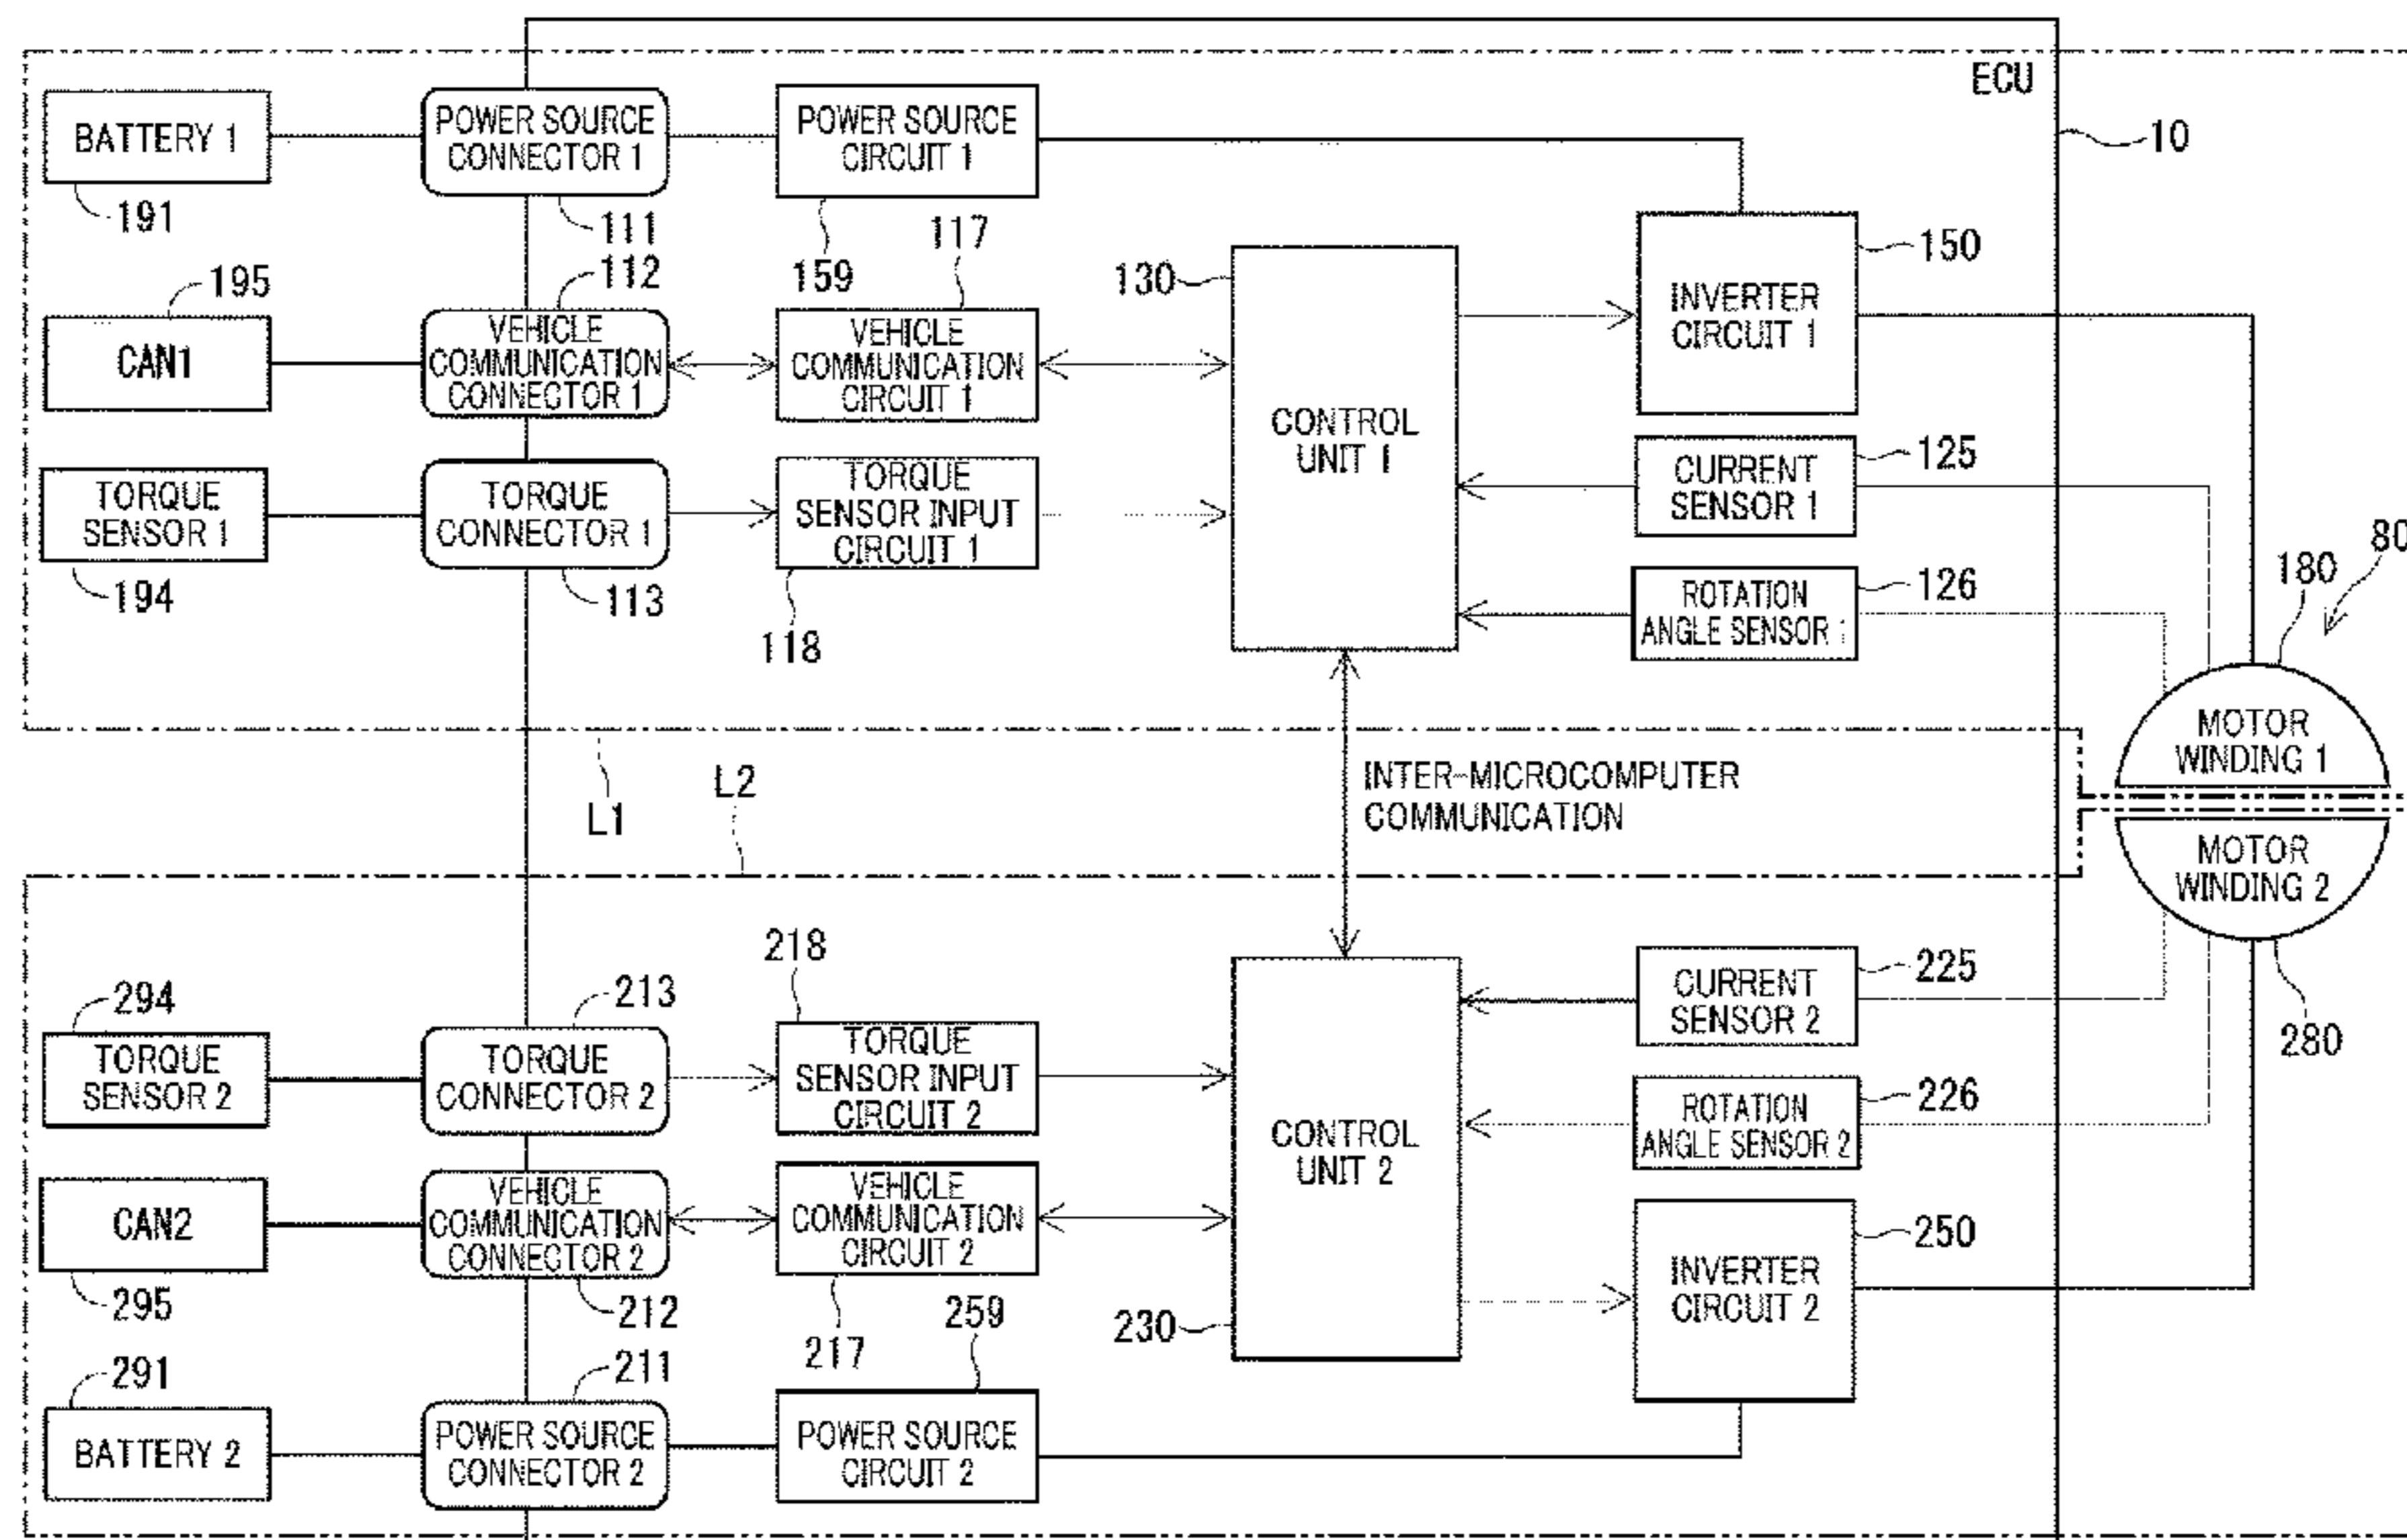 ECU
10
BATTERY 1
191
POWER SOURCE
CONNECTOR 1
111
POWER SOURCE
CIRCUIT 1
159
CAN1
195
VEHICLE
COMMUNICATION
CONNECTOR 1
112
VEHICLE
COMMUNICATION
CIRCUIT 1
117
TORQUE
SENSOR 1
194
TORQUE
CONNECTOR 1
113
TORQUE
SENSOR INPUT
CIRCUIT 1
118
130
CONTROL
UNIT 1
INVERTER
CIRCUIT 1
150
CURRENT
SENSOR 1
125
ROTATION
ANGLE SENSOR 1
126
180
80
MOTOR
WINDING 1
L1
L2
INTER-MICROCOMPUTER
COMMUNICATION
MOTOR
WINDING 2
280
294
TORQUE
SENSOR 2
213
TORQUE
CONNECTOR 2
218
TORQUE
SENSOR INPUT
CIRCUIT 2
CAN2
295
VEHICLE
COMMUNICATION
CONNECTOR 2
212
VEHICLE
COMMUNICATION
CIRCUIT 2
217
291
BATTERY 2
211
POWER SOURCE
CONNECTOR 2
259
POWER SOURCE
CIRCUIT 2
CONTROL
UNIT 2
230
CURRENT
SENSOR 2
225
ROTATION
ANGLE SENSOR 2
226
INVERTER
CIRCUIT 2
250